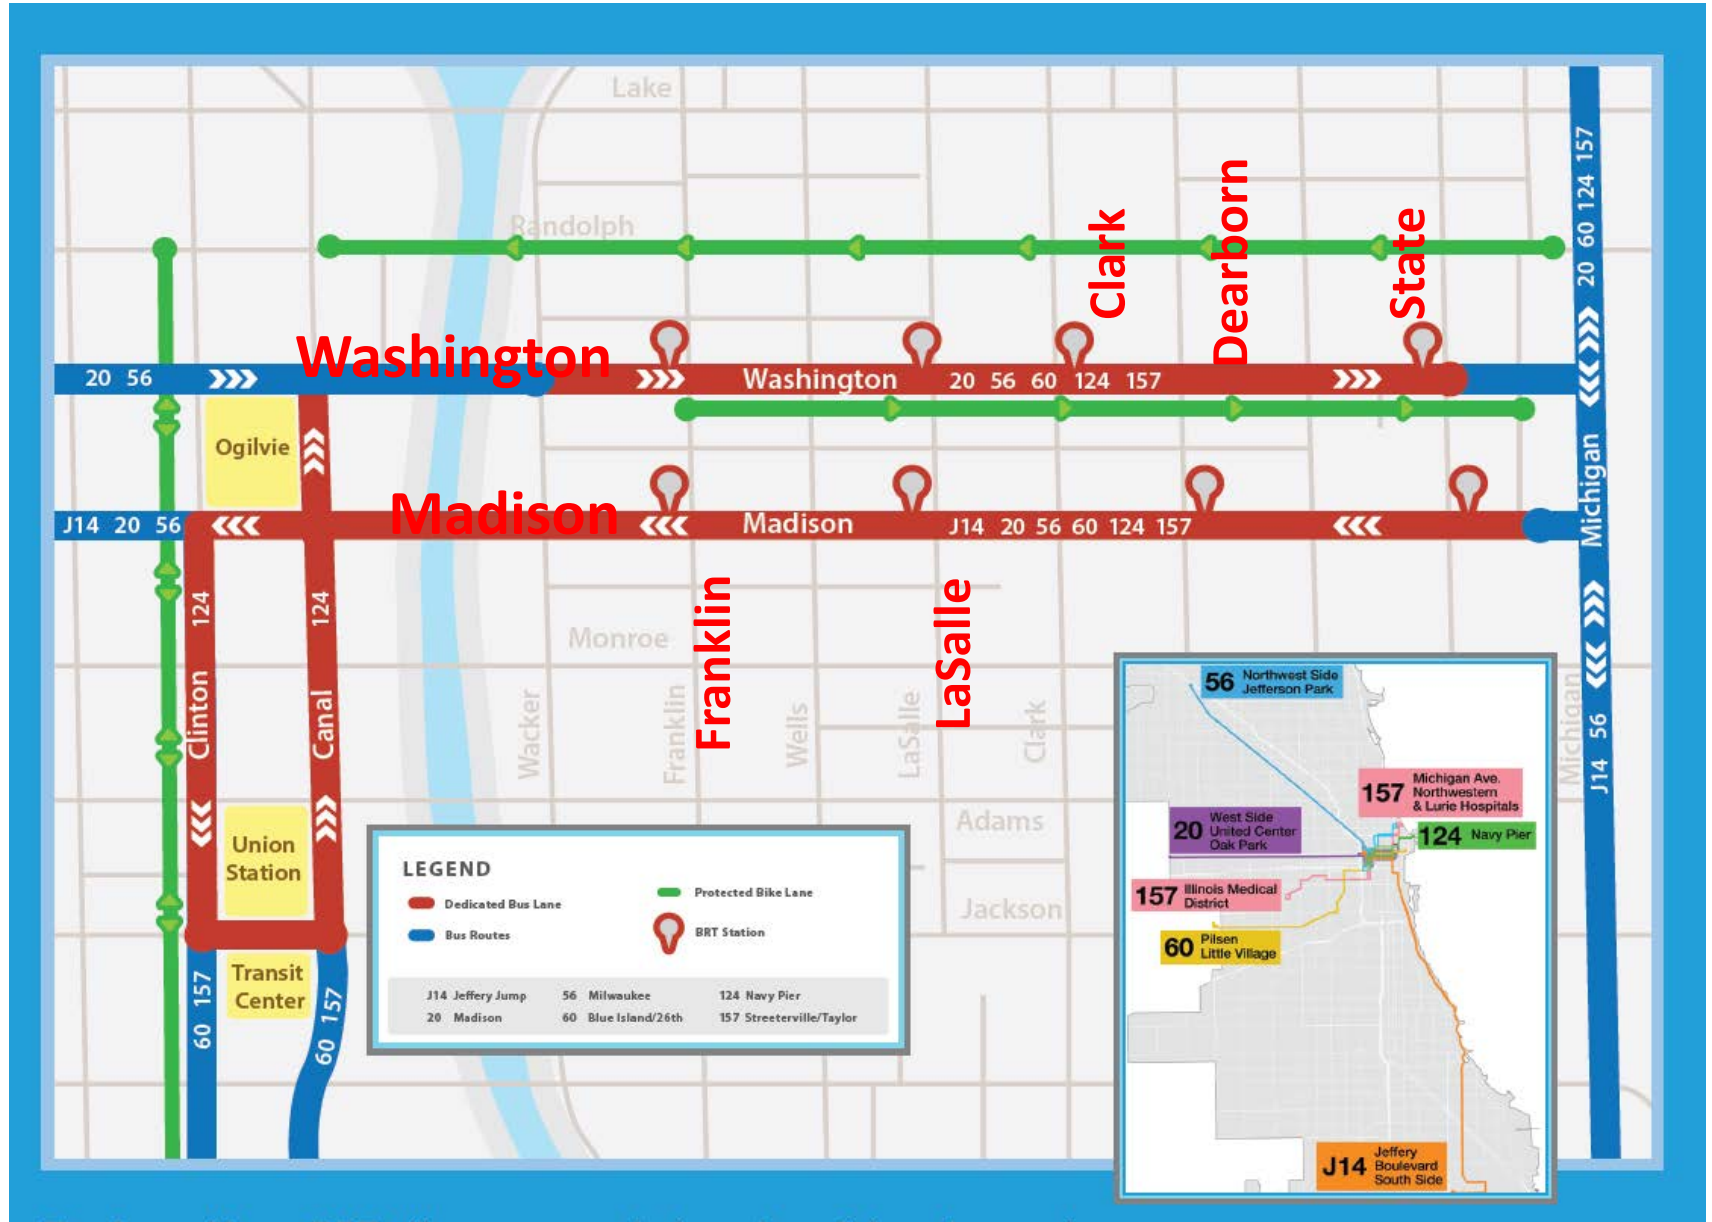 Lake
Randolph
Clark
Dearborn
State
20 60 124 157
Washington
20 56
Washington
20 56 60 124 157
Ogilvie
Michigan
J14 20 56
Madison
Madison
J14 20 56 60 124 157
124
124
Clinton
Canal
Monroe
Franklin
LaSalle
Wacker
Franklin
Wells
LaSalle
Clark
Michigan
J14 56
Adams
Jackson
Union
Station
Transit
Center
60 157
60 157
LEGEND
Dedicated Bus Lane
Bus Routes
Protected Bike Lane
BRT Station
J14 Jeffery Jump
56 Milwaukee
124 Navy Pier
20 Madison
60 Blue Island/26th
157 Streeterville/Taylor
56 Northwest Side
Jefferson Park
157 Michigan Ave.
Northwestern
& Lurie Hospitals
20 West Side
United Center
Oak Park
124 Navy Pier
157 Illinois Medical
District
60 Pilsen
Little Village
J14 Jeffery
Boulevard
South Side